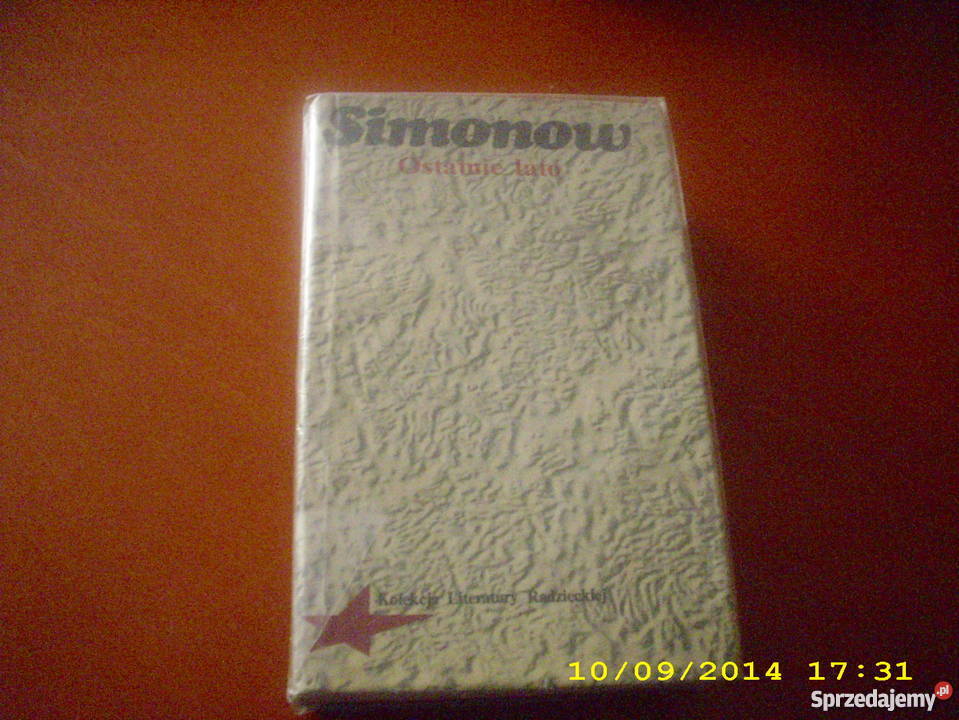 Simonow
Ostatnie lato
Kolekcja Literatury Radzieckiej
10/09/2014 17:31
Sprzedajemy.pl